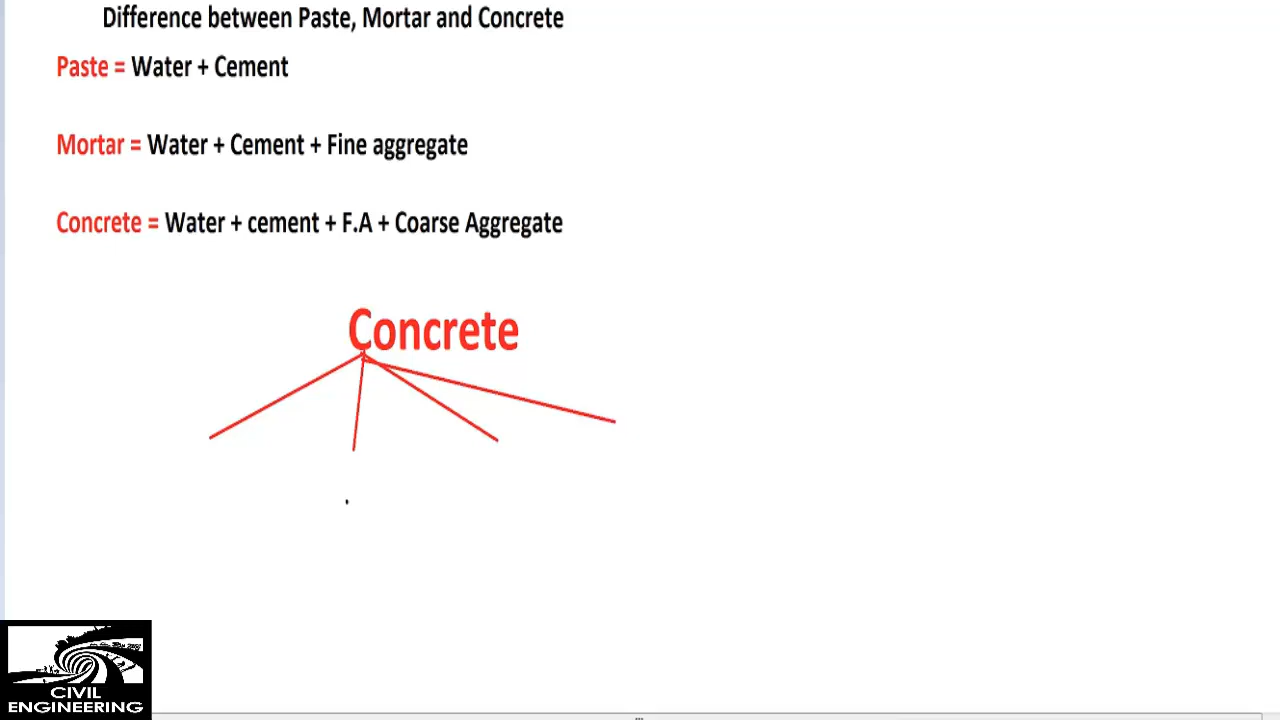 Difference between Paste, Mortar and Concrete
Paste = Water + Cement
Mortar = Water + Cement + Fine aggregate
Concrete = Water + cement + F.A + Coarse Aggregate
Concrete
CIVIL
ENGINEERING